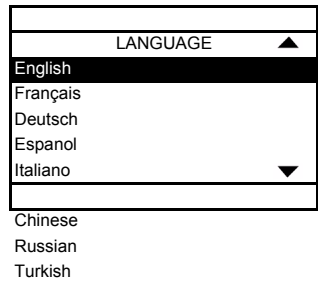 LANGUAGE
English
Français
Deutsch
Espanol
Italiano
Chinese
Russian
Turkish